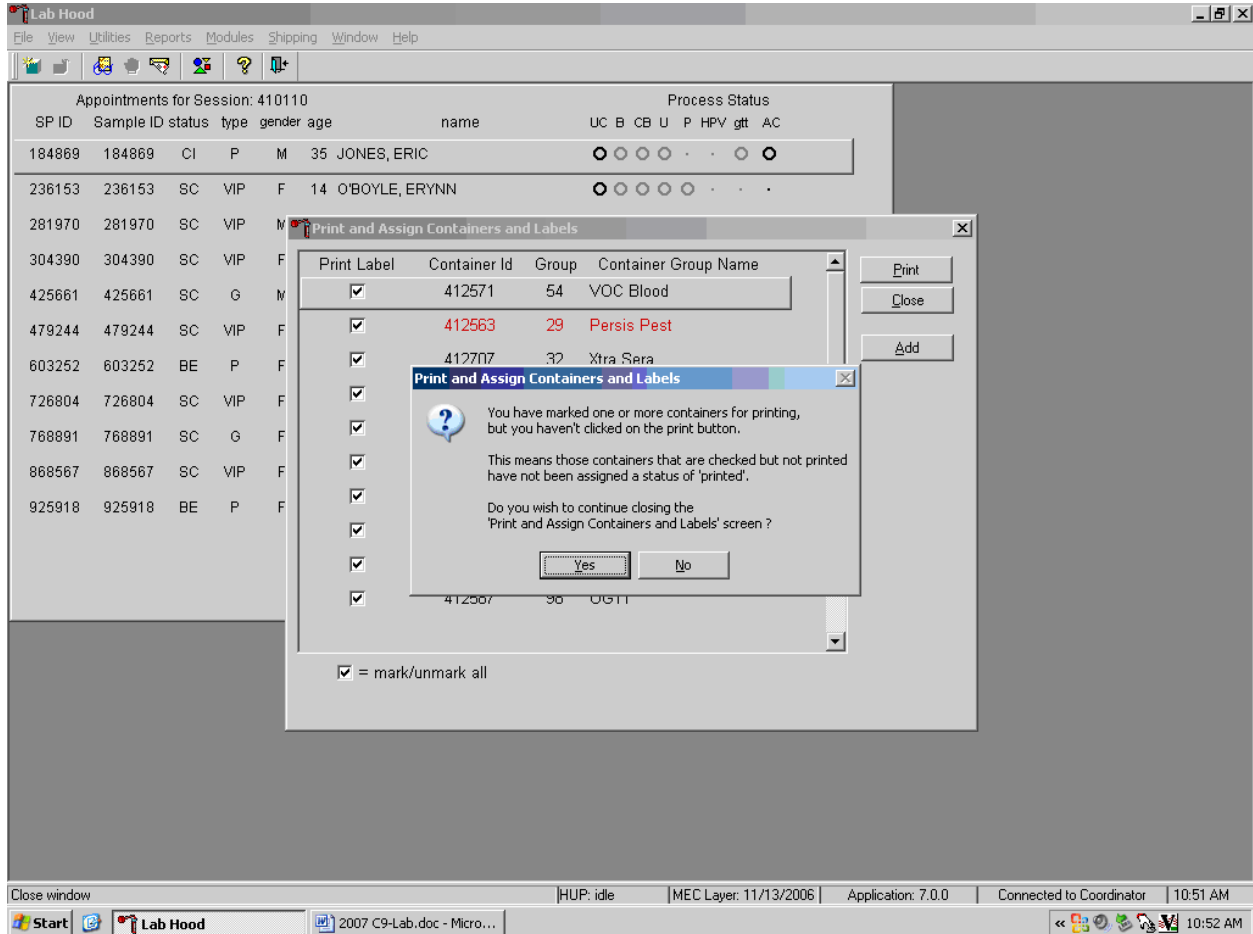 Lab Hood
File View Utilities Reports Modules Shipping Window Help
Appointments for Session: 410110 Process Status
SP ID Sample ID status type gender age name UC B CB U P HPV gtt AC
184869 184869 CI P M 35 JONES, ERIC
236153 236153 SC VIP F 14 O'BOYLE, ERYNN
281970 281970 SC VIP M
304390 304390 SC VIP F
425661 425661 SC G M
479244 479244 SC VIP F
603252 603252 BE P F
726804 726804 SC VIP F
768891 768891 SC G F
868567 868567 SC VIP F
925918 925918 BE P F
Print and Assign Containers and Labels
Print Label Container Id Group Container Group Name
412571 54 VOC Blood
412563 29 Persis Pest
412707 32 Xtra Sera
412587 98 OGTT
= mark/unmark all
Print
Close
Add
Print and Assign Containers and Labels
You have marked one or more containers for printing,
but you haven't clicked on the print button.
This means those containers that are checked but not printed
have not been assigned a status of 'printed'.
Do you wish to continue closing the
'Print and Assign Containers and Labels' screen ?
Yes No
Close window HUP: idle MEC Layer: 11/13/2006 Application: 7.0.0 Connected to Coordinator 10:51 AM
Start Lab Hood 2007 C9-Lab.doc - Micro... « 10:52 AM